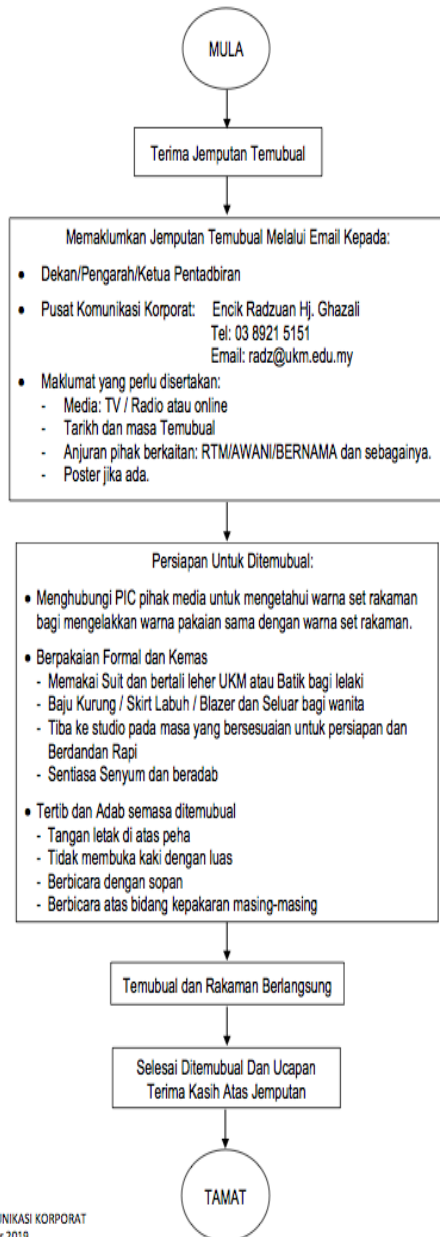 MULA
Terima Jemputan Temubual
Memaklumkan Jemputan Temubual Melalui Email Kepada:
• Dekan/Pengarah/Ketua Pentadbiran
• Pusat Komunikasi Korporat: Encik Radzuan Hj. Ghazali
Tel: 03 8921 5151
Email: radz@ukm.edu.my
• Maklumat yang perlu disertakan:
- Media: TV / Radio atau online
- Tarikh dan masa Temubual
- Anjuran pihak berkaitan: RTM/AWANI/BERNAMA dan sebagainya.
- Poster jika ada.
Persiapan Untuk Ditemubual:
• Menghubungi PIC pihak media untuk mengetahui warna set rakaman
bagi mengelakkan warna pakaian sama dengan warna set rakaman.
• Berpakaian Formal dan Kemas
- Memakai Suit dan bertali leher UKM atau Batik bagi lelaki
- Baju Kurung / Skirt Labuh / Blazer dan Seluar bagi wanita
- Tiba ke studio pada masa yang bersesuaian untuk persiapan dan
Berdandan Rapi
- Sentiasa Senyum dan beradab
• Tertib dan Adab semasa ditemubual
- Tangan letak di atas peha
- Tidak membuka kaki dengan luas
- Berbicara dengan sopan
- Berbicara atas bidang kepakaran masing-masing
Temubual dan Rakaman Berlangsung
Selesai Ditemubual Dan Ucapan
Terima Kasih Atas Jemputan
TAMAT
UNIKASI KORPORAT
2019